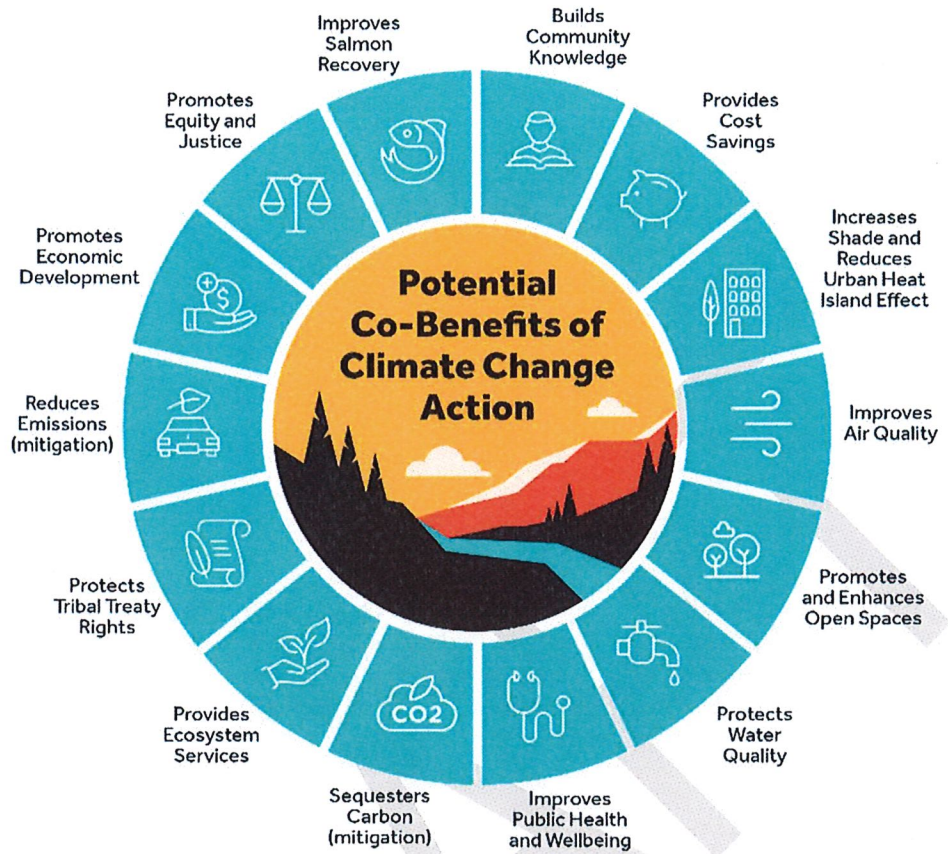 Potential
Co-Benefits of
Climate Change
Action
Builds
Community
Knowledge
Provides
Cost
Savings
Increases
Shade and
Reduces
Urban Heat
Island Effect
Improves
Air Quality
Promotes
and Enhances
Open Spaces
Protects
Water
Quality
Improves
Public Health
and Wellbeing
Sequesters
Carbon
(mitigation)
CO2
Provides
Ecosystem
Services
Protects
Tribal Treaty
Rights
Reduces
Emissions
(mitigation)
Promotes
Economic
Development
$
Promotes
Equity and
Justice
Improves
Salmon
Recovery